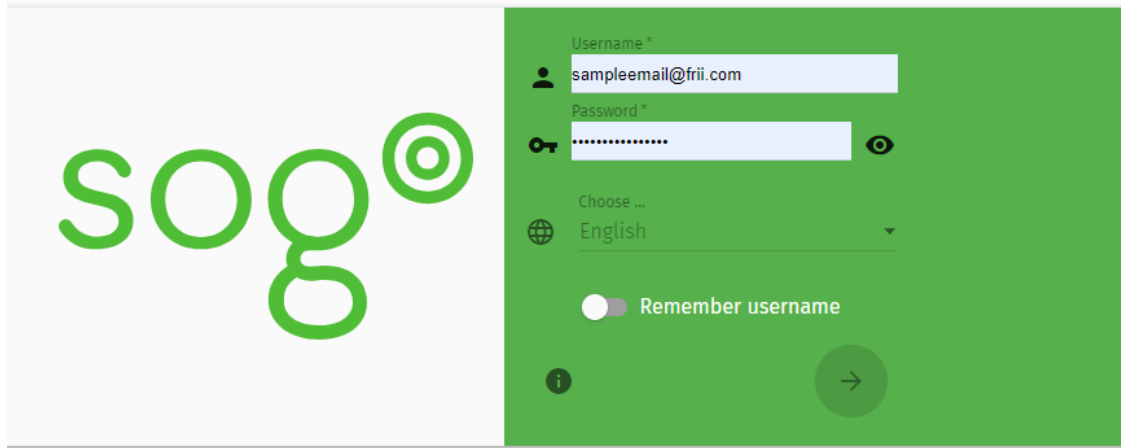 sogo
Username *
sampleemail@frii.com
Password *
••••••••••••••••
Choose ...
English
Remember username